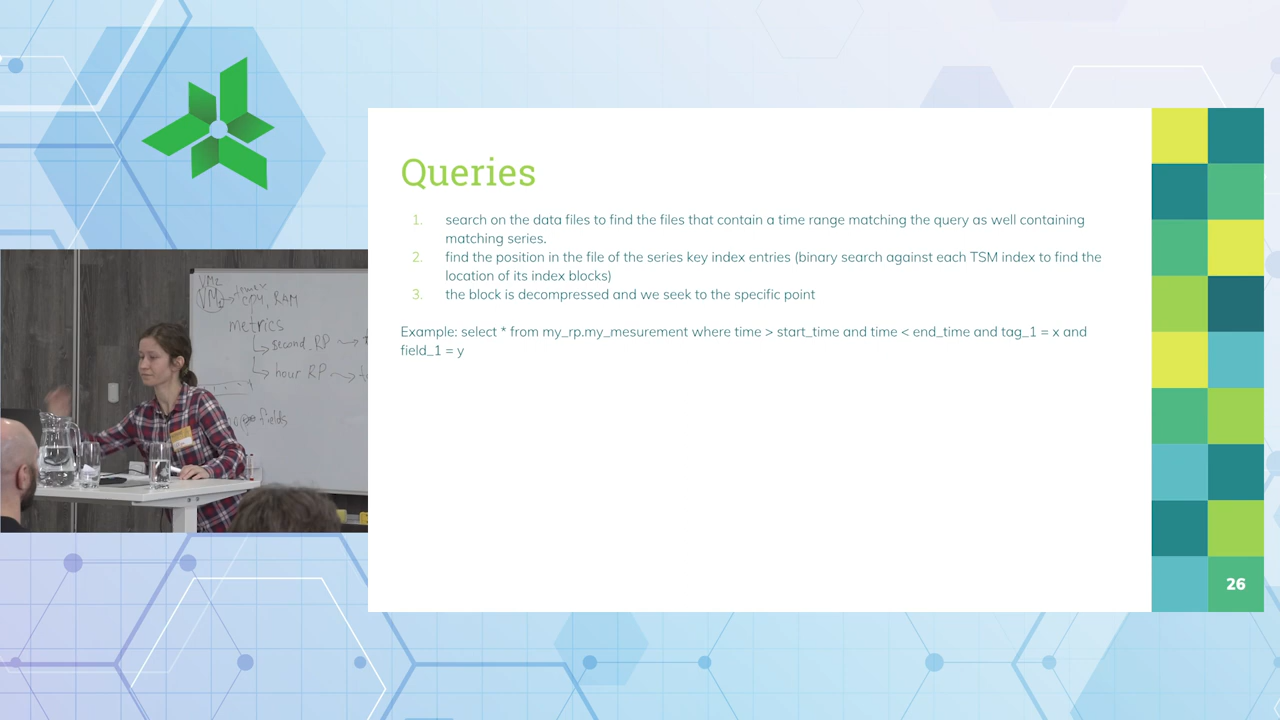 Queries
1. search on the data files to find the files that contain a time range matching the query as well containing
matching series.
2. find the position in the file of the series key index entries (binary search against each TSM index to find the
location of its index blocks)
3. the block is decompressed and we seek to the specific point
Example: select * from my_rp.my_mesurement where time > start_time and time < end_time and tag_1 = x and
field_1 = y
26
VM2
VM
CPU, RAM
metrics
second_RP
hour RP
fields